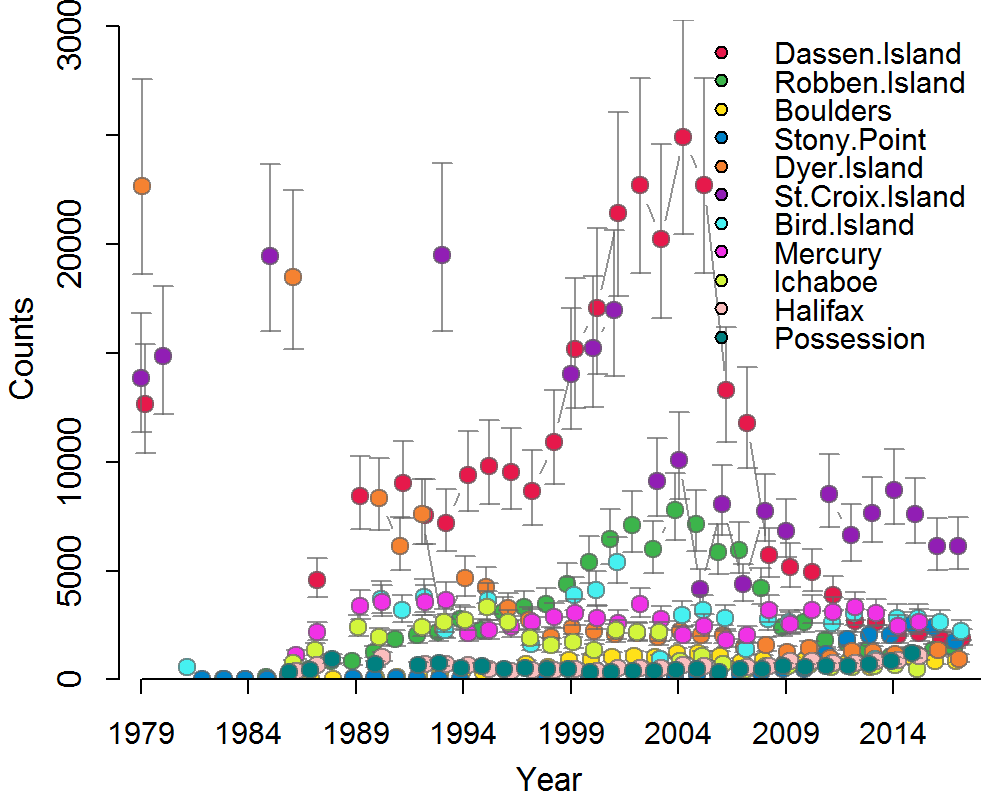 Counts
3000
20000
10000
5000
0
Dassen.Island
Robben.Island
Boulders
Stony.Point
Dyer.Island
St.Croix.Island
Bird.Island
Mercury
Ichaboe
Halifax
Possession
1979 1984 1989 1994 1999 2004 2009 2014
Year